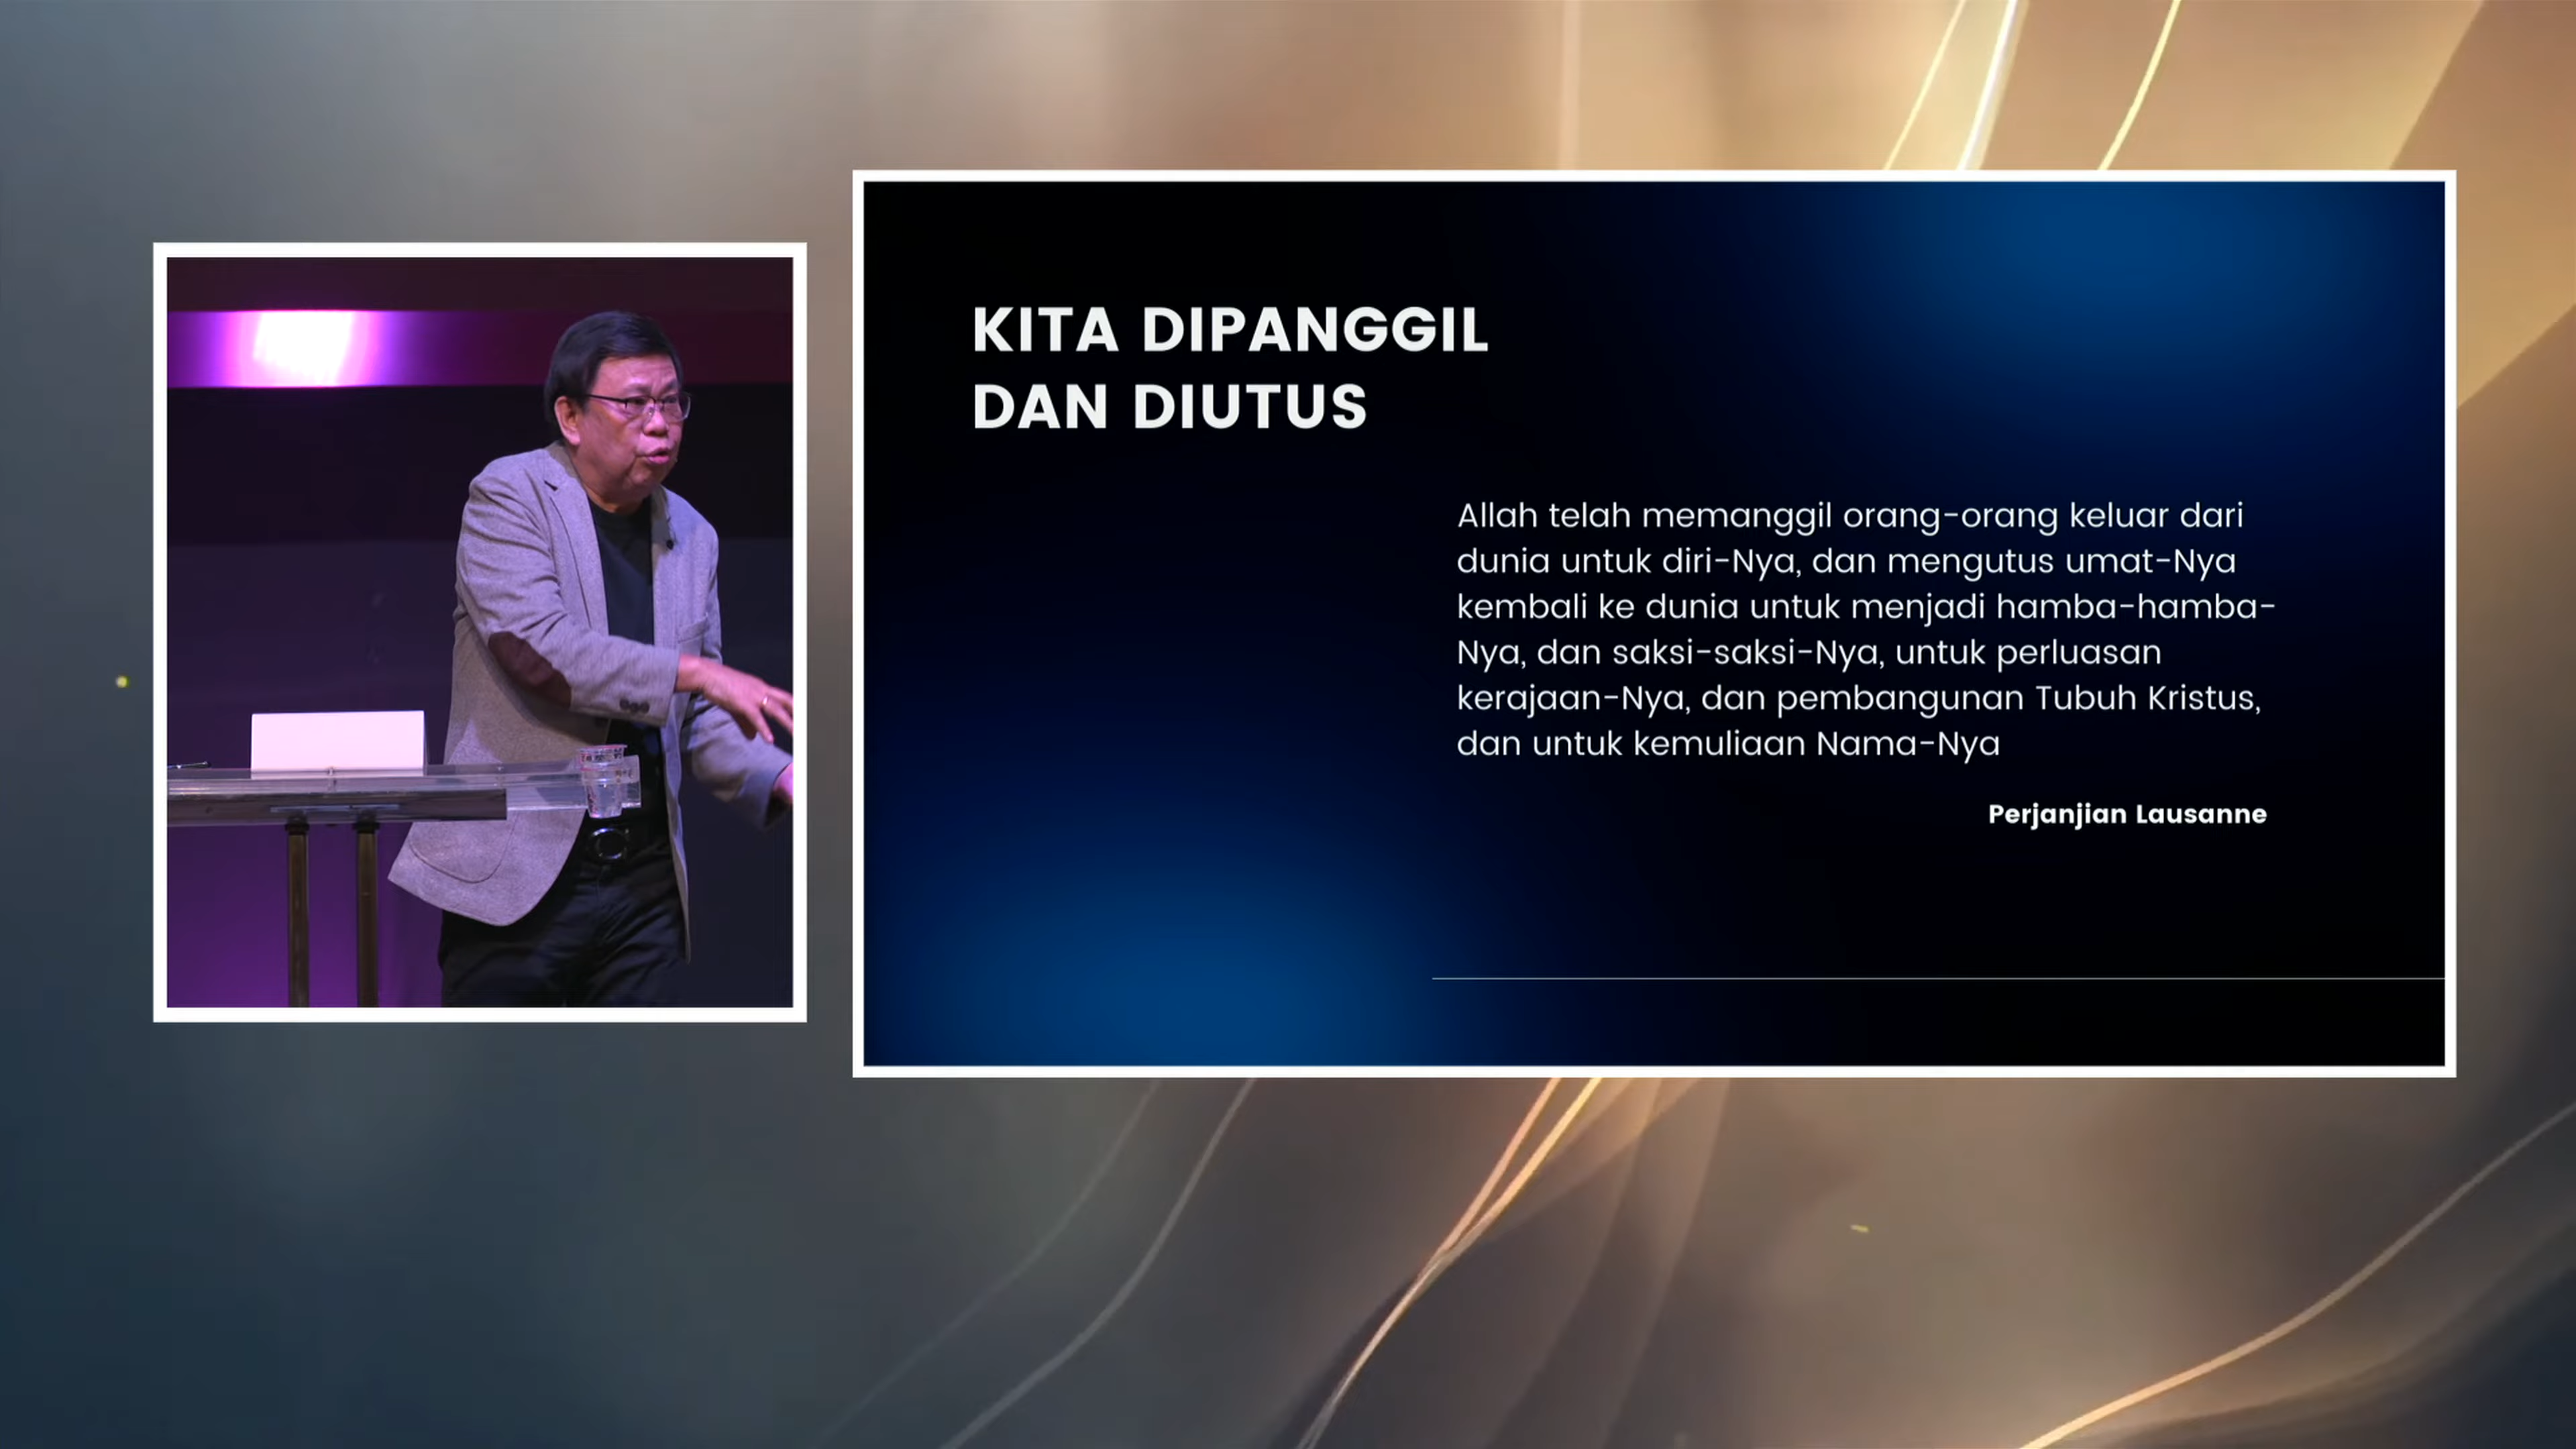 KITA DIPANGGIL
DAN DIUTUS
Allah telah memanggil orang-orang keluar dari
dunia untuk diri-Nya, dan mengutus umat-Nya
kembali ke dunia untuk menjadi hamba-hamba-
Nya, dan saksi-saksi-Nya, untuk perluasan
kerajaan-Nya, dan pembangunan Tubuh Kristus,
dan untuk kemuliaan Nama-Nya
Perjanjian Lausanne